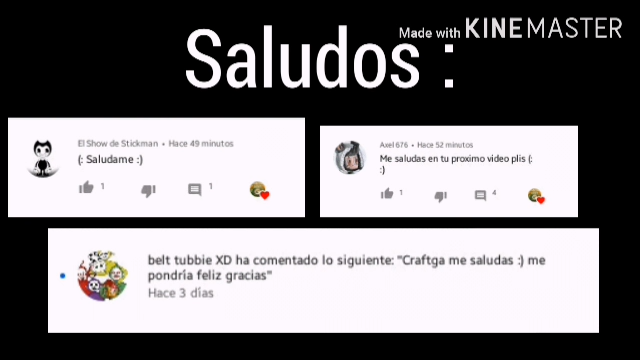 Made with KINEMASTER
Saludos :
El Show de Stickman • Hace 49 minutos
(: Saludame :)
1
1
Axel 676 • Hace 52 minutos
Me saludas en tu proximo video plis (:
:)
1
4
belt tubbie XD ha comentado lo siguiente: "Craftga me saludas :) me
pondría feliz gracias"
Hace 3 días